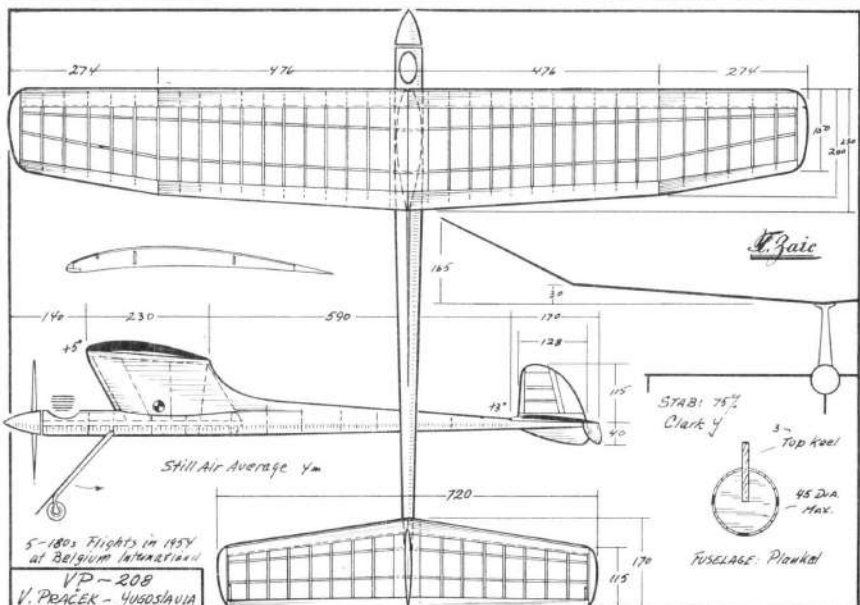 274 476 476 274
150
200
230
F. Zaic
165
30
140 230 590 170
128
+5°
+3°
115
40
STAB: 75%
Clark Y
3~
Top Keel
45 DIA.
MAX.
FUSELAGE: Planked
Still Air Average 4m
720
170
115
5-180s Flights in 1954
at Belgium International
VP-208
V. PRAČEK - YUGOSLAVIA